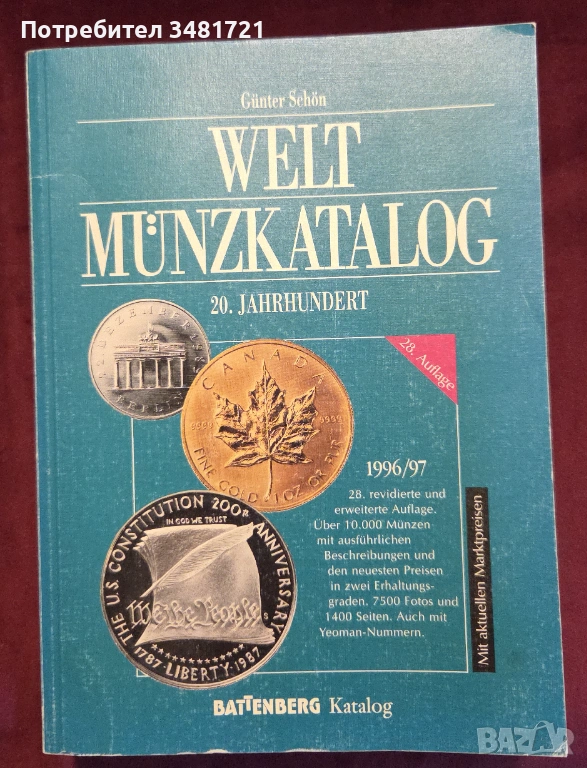 Потребител 3481721
Günter Schön
WELT
MÜNZKATALOG
20. JAHRHUNDERT
28. Auflage
CANADA
9999 9999
FINE GOLD 1 OZ OR PUR
THE U.S. CONSTITUTION 200TH ANNIVERSARY
IN GOD WE TRUST
We the People
S
1787 LIBERTY 1987
1996/97
28. revidierte und
erweiterte Auflage.
Über 10.000 Münzen
mit ausführlichen
Beschreibungen und
den neuesten Preisen
in zwei Erhaltungs-
graden. 7500 Fotos und
1400 Seiten. Auch mit
Yeoman-Nummern.
Mit aktuellen Marktpreisen
BATTENBERG Katalog
BAZAR